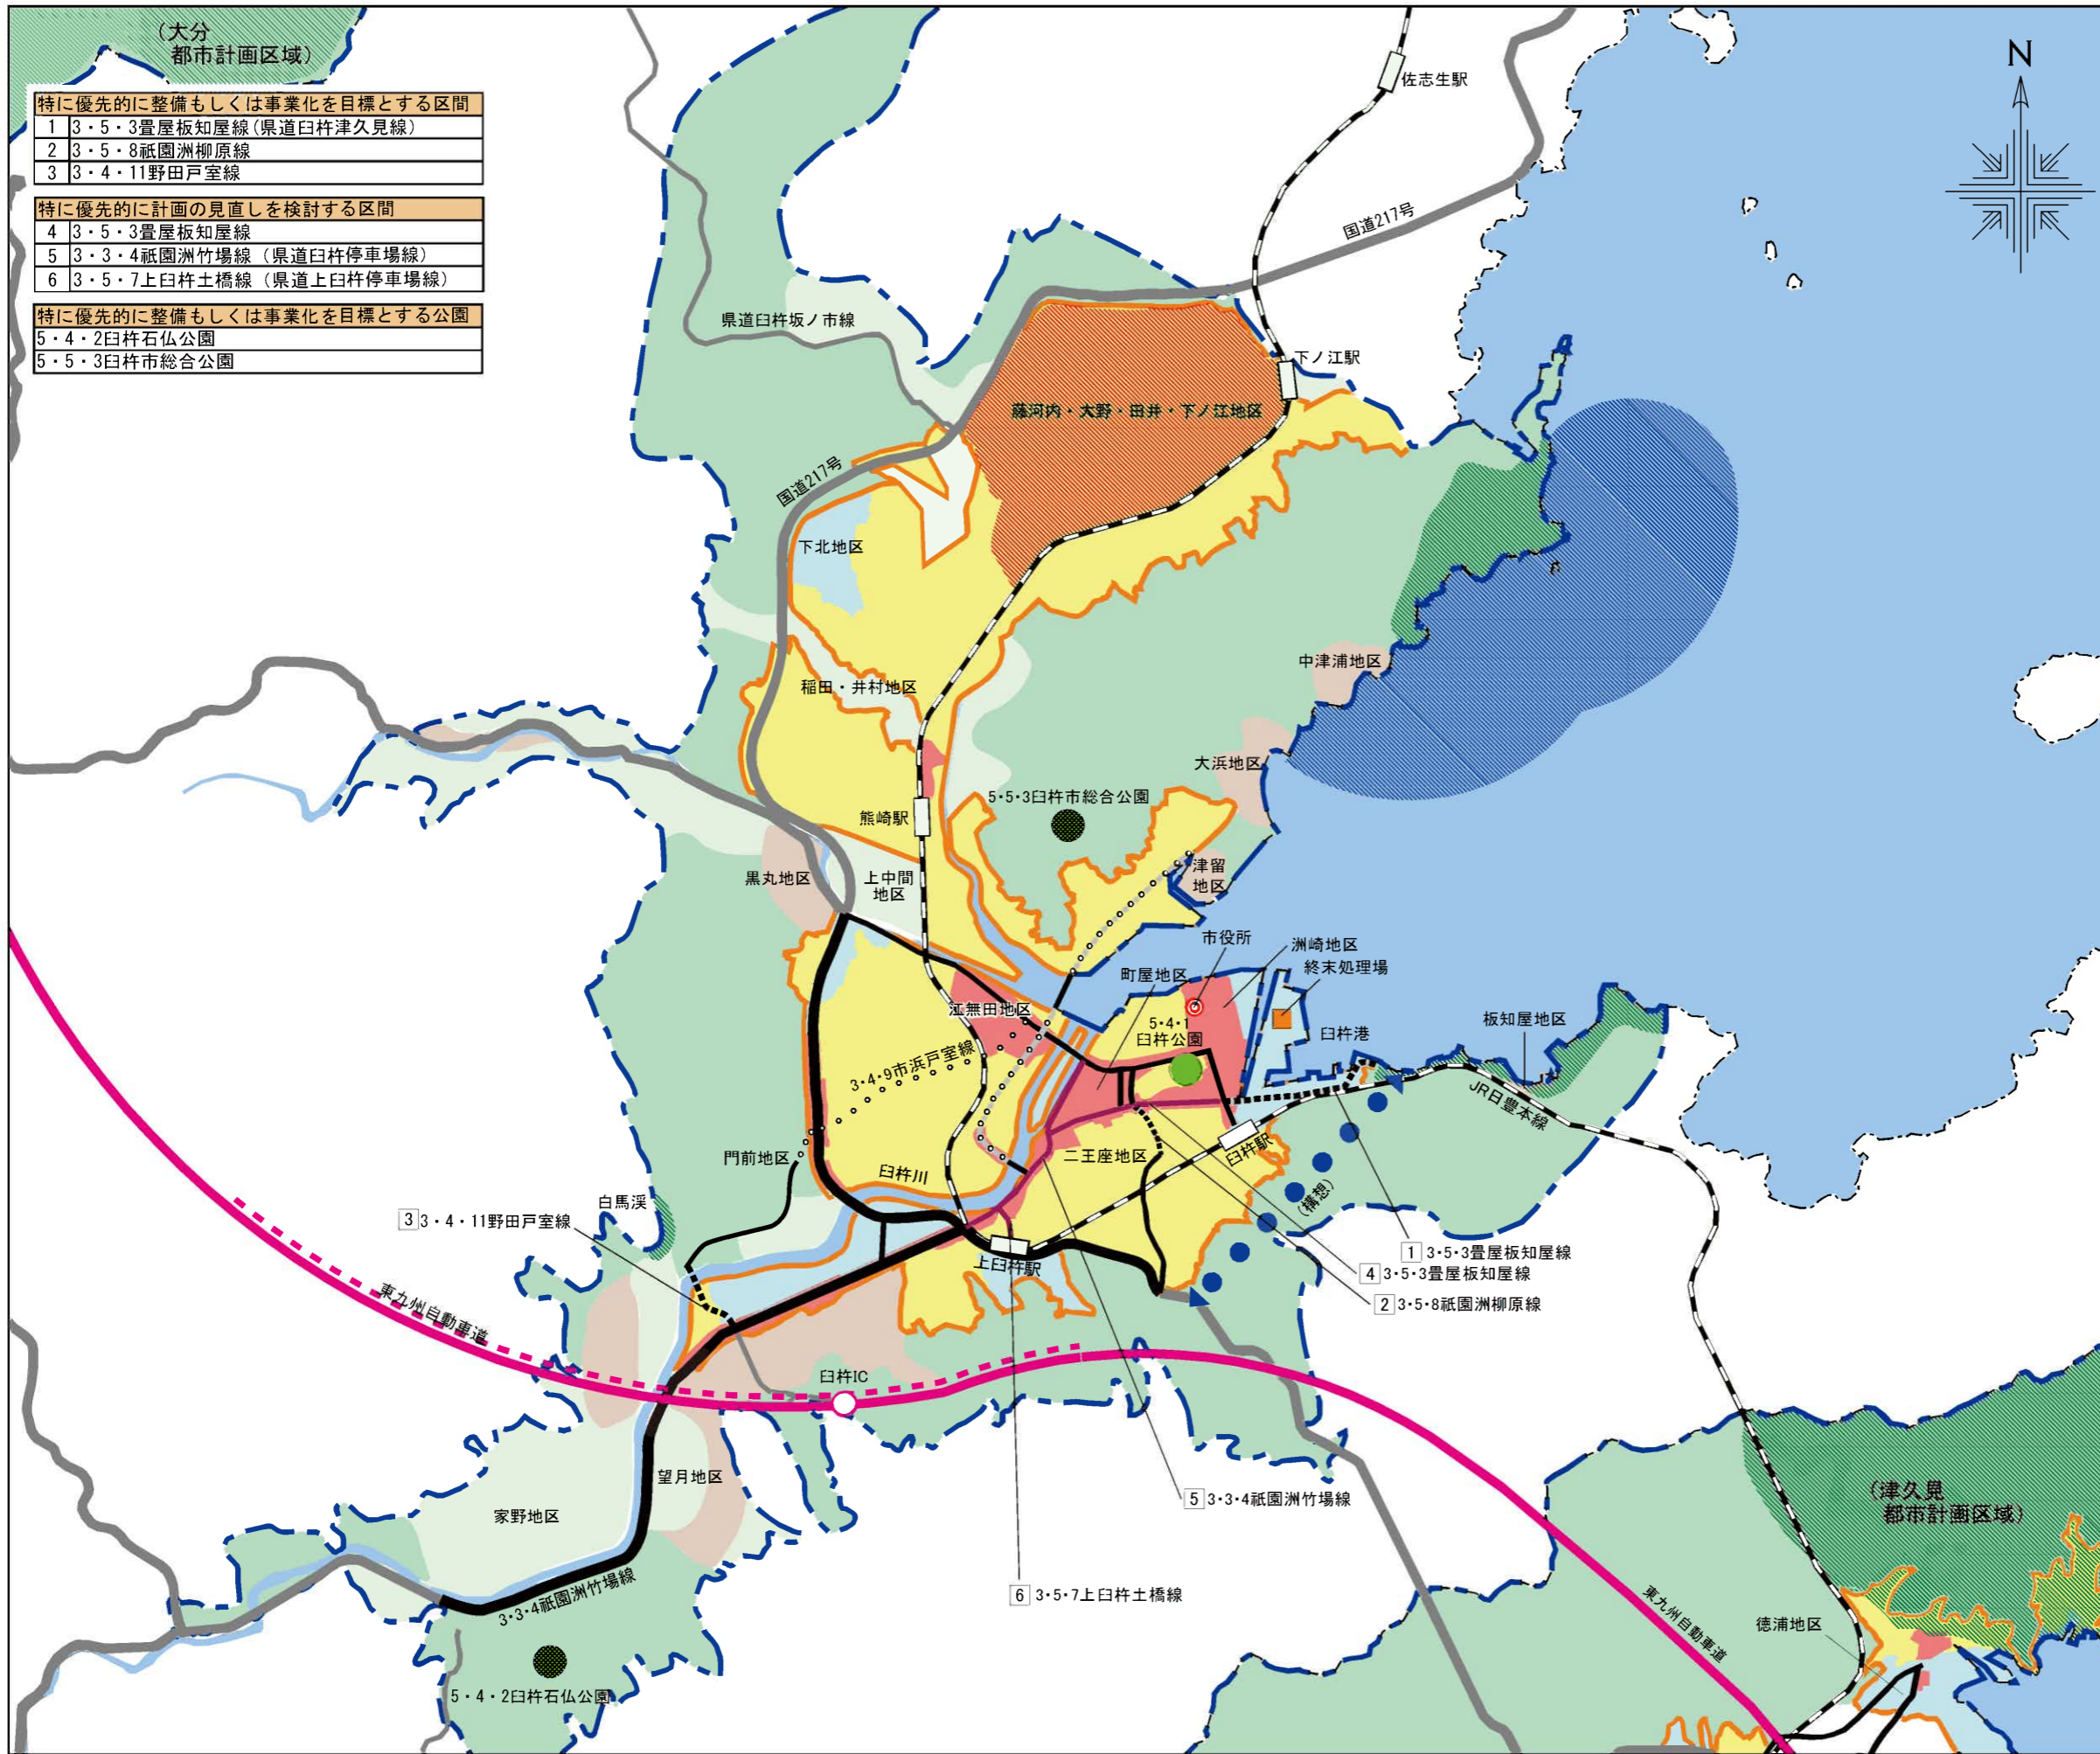 (大分
都市計画区域)
特に優先的に整備もしくは事業化を目標とする区間
1 3・5・3畳屋板知屋線(県道臼杵津久見線)
2 3・5・8祇園洲柳原線
3 3・4・11野田戸室線
特に優先的に計画の見直しを検討する区間
4 3・5・3畳屋板知屋線
5 3・3・4祇園洲竹場線(県道臼杵停車場線)
6 3・5・7上臼杵土橋線(県道上臼杵停車場線)
特に優先的に整備もしくは事業化を目標とする公園
5・4・2臼杵石仏公園
5・5・3臼杵市総合公園
N
佐志生駅
国道217号
県道臼杵坂ノ市線
下ノ江駅
藤河内・大野・田井・下ノ江地区
国道217号
下北地区
中津浦地区
稲田・井村地区
大浜地区
5・5・3臼杵市総合公園
熊崎駅
黒丸地区
上中間
地区
津留
地区
市役所
洲崎地区
町屋地区
終末処理場
江無田地区
5・4・1
臼杵公園
臼杵港
板知屋地区
3・4・9市浜戸室線
JR日豊本線
門前地区
臼杵川
二王座地区
臼杵駅
(構想)
白馬渓
3 3・4・11野田戸室線
上臼杵駅
1 3・5・3畳屋板知屋線
4 3・5・3畳屋板知屋線
2 3・5・8祇園洲柳原線
東九州自動車道
臼杵IC
望月地区
家野地区
5 3・3・4祇園洲竹場線
(津久見
都市計画区域)
3・3・4祇園洲竹場線
6 3・5・7上臼杵土橋線
東九州自動車道
徳浦地区
5・4・2臼杵石仏公園